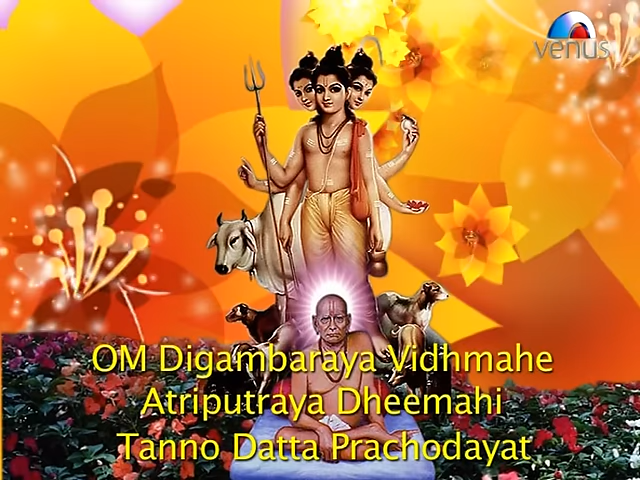 venus
OM Digambaraya Vidhmahe
Atriputraya Dheemahi
Tanno Datta Prachodayat